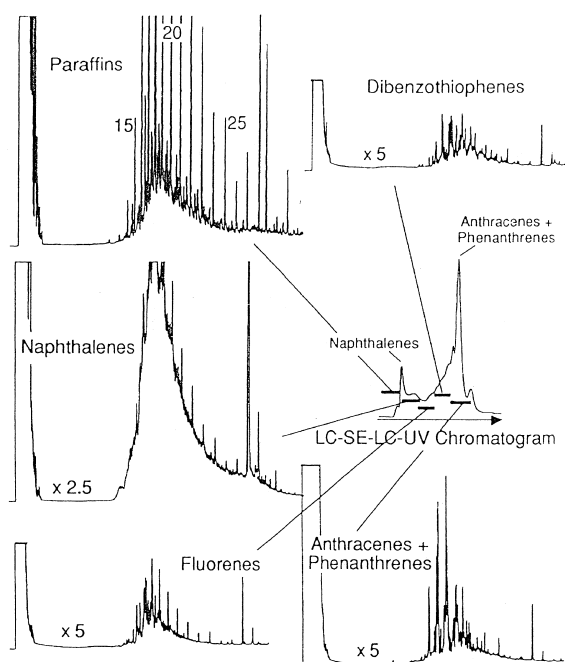 Paraffins
20
15
25
Dibenzothiophenes
x 5
Anthracenes +
Phenanthrenes
Naphthalenes
Naphthalenes
x 2.5
LC-SE-LC-UV Chromatogram
Fluorenes
x 5
Anthracenes +
Phenanthrenes
x 5